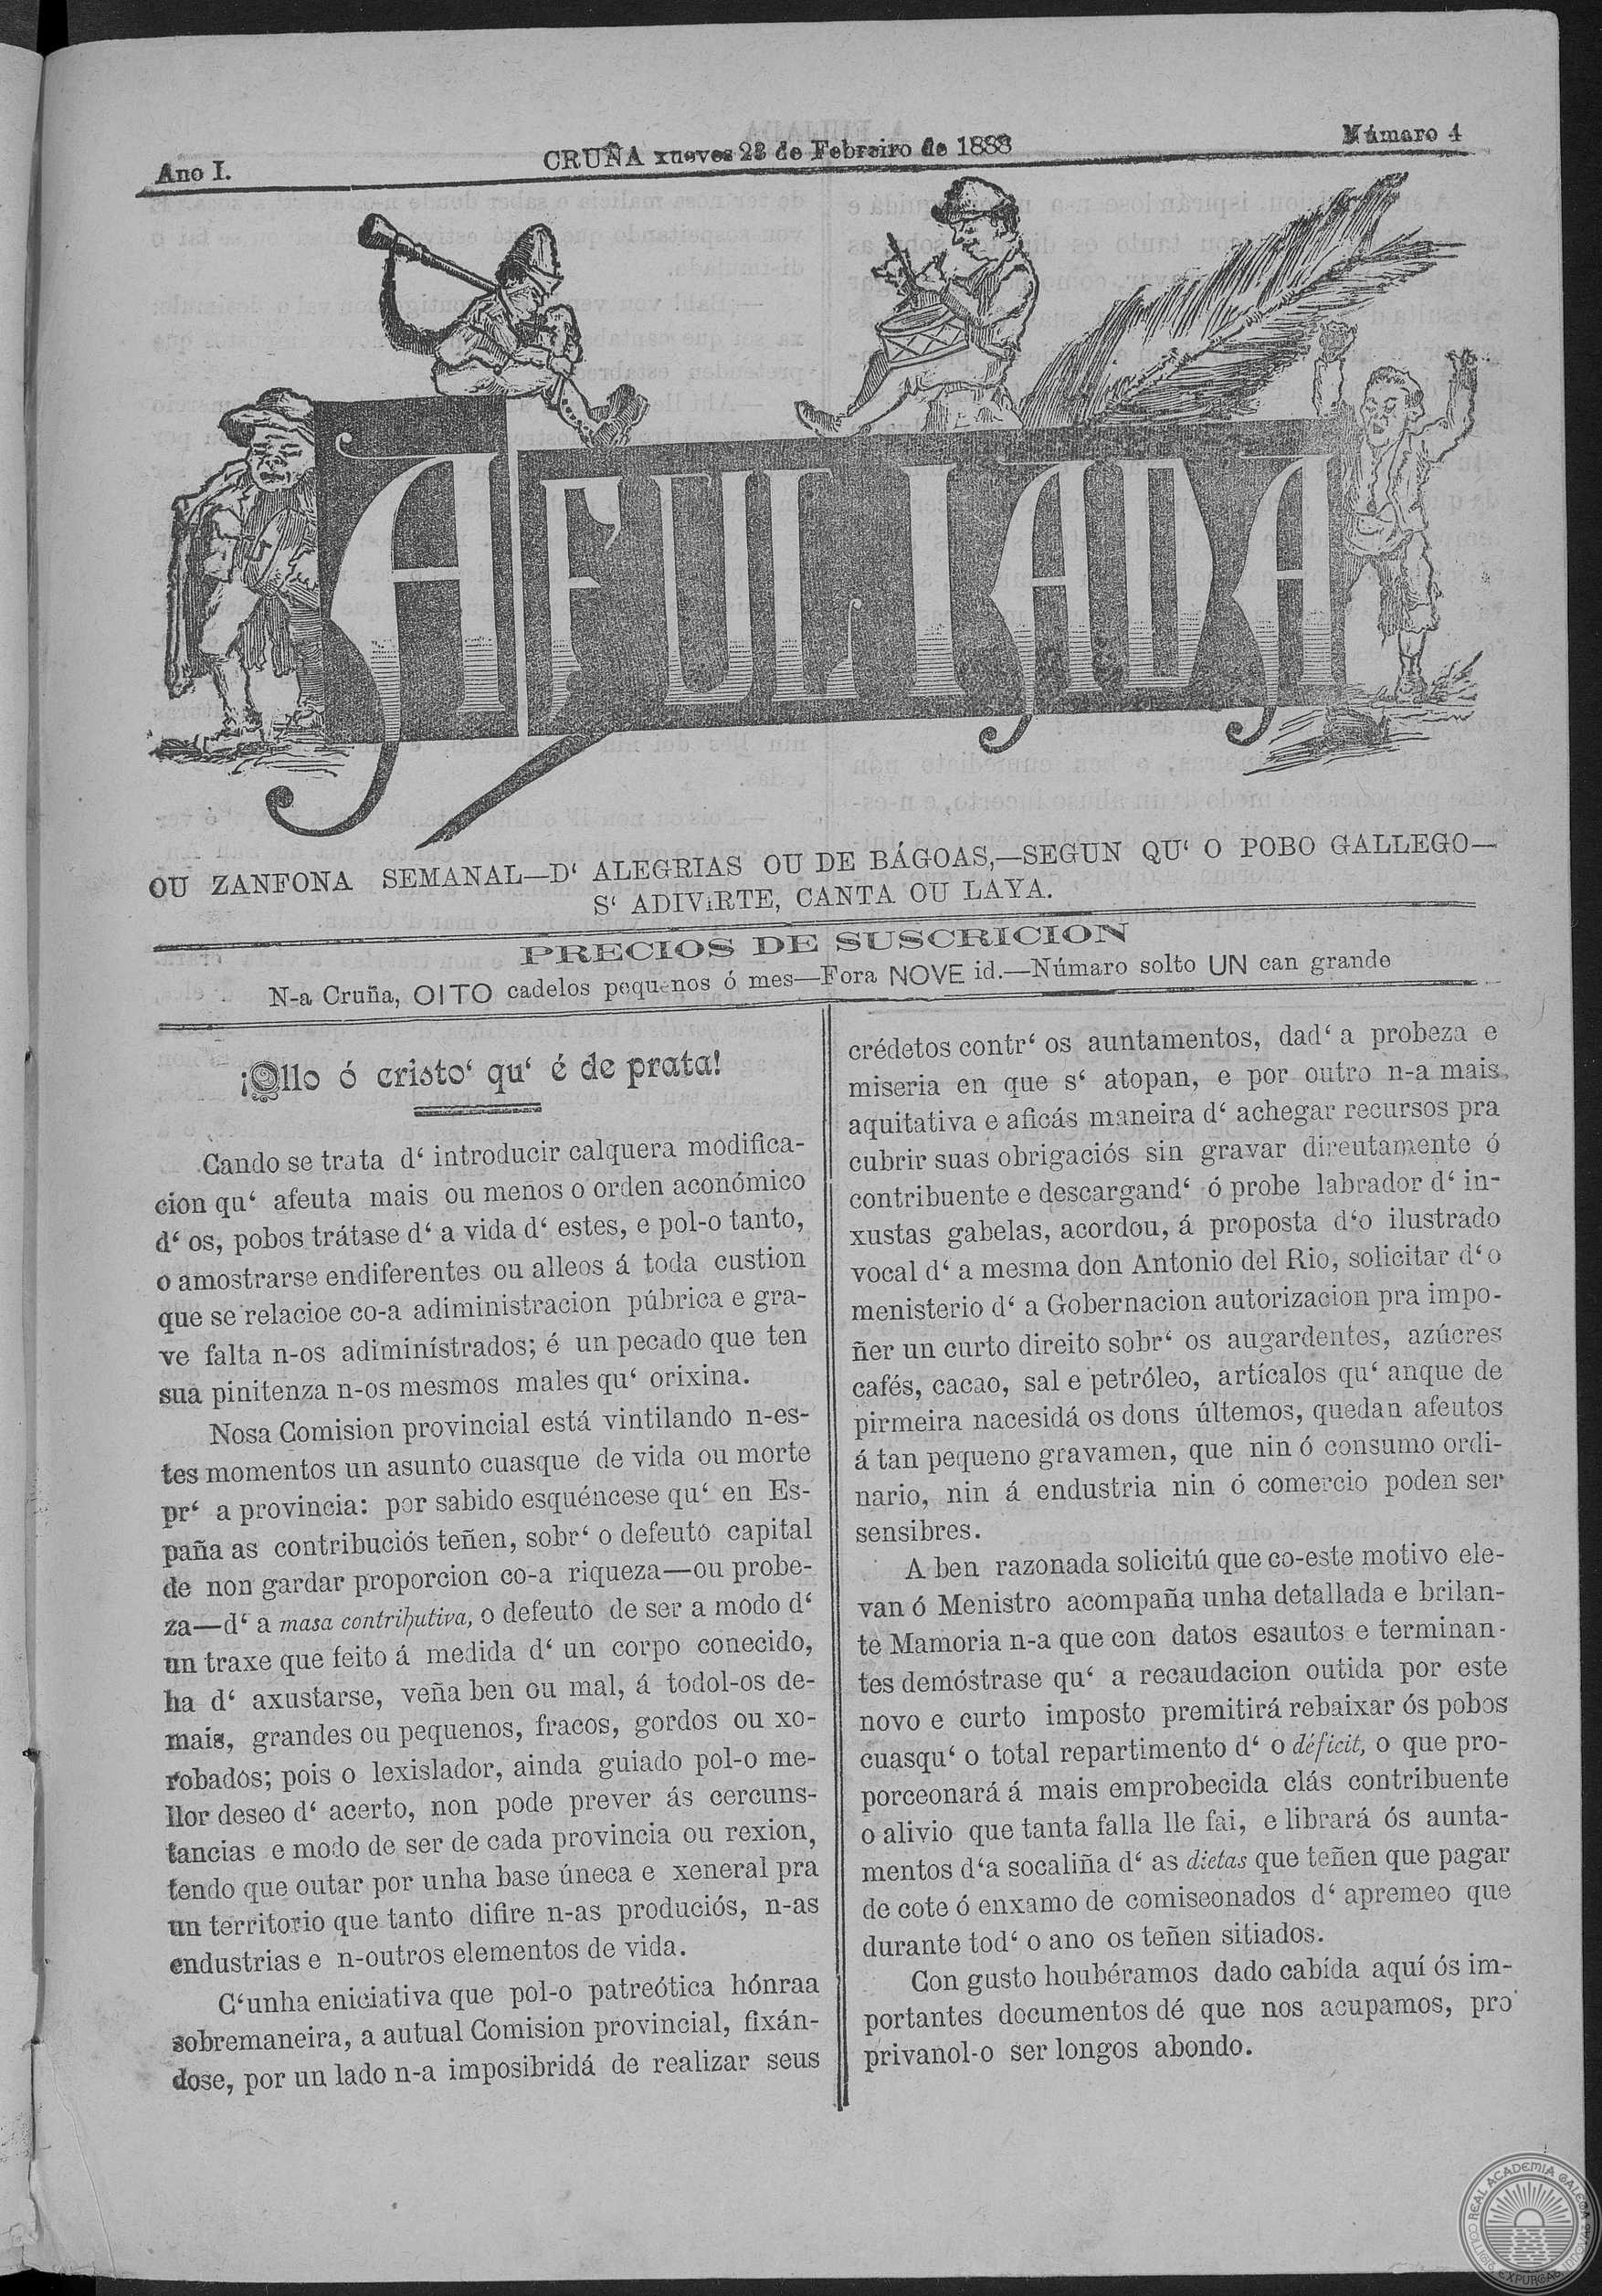 Ano I.
CRUÑA xueves 22 de Febreiro de 1888
Númaro 4
A FULIADA
OU ZANFONA SEMANAL—D‘ ALEGRIAS OU DE BÁGOAS,—SEGUN QU‘ O POBO GALLEGO—
S‘ ADIViRTE, CANTA OU LAYA.
PRECIOS DE SUSCRICION
N-a Cruña, OITO cadelos pequenos ó mes—Fora NOVE id.—Númaro solto UN can grande
¡Ollo ó cristo‘ qu‘ é de prata!
Cando se trata d‘ introducir calquera modifica-
cion qu‘ afeuta mais ou menos o orden aconómico
d‘ os, pobos trátase d‘ a vida d‘ estes, e pol-o tanto,
o amostrarse endiferentes ou alleos á toda custion
que se relacioe co-a adiministracion púbrica e gra-
ve falta n-os adiminístrados; é un pecado que ten
sua pinitenza n-os mesmos males qu‘ orixina.
Nosa Comision provincial está vintilando n-es-
tes momentos un asunto cuasque de vida ou morte
pr‘ a provincia: por sabido esquéncese qu‘ en Es-
paña as contribuciós teñen, sobr‘ o defeuto capital
de non gardar proporcion co-a riqueza—ou probe-
za—d‘ a masa contributiva, o defeuto de ser a modo d‘
un traxe que feito á medida d‘ un corpo conecido,
ha d‘ axustarse, veña ben ou mal, á todol-os de-
mais, grandes ou pequenos, fracos, gordos ou xo-
robados; pois o lexislador, ainda guiado pol-o me-
llor deseo d‘ acerto, non pode prever ás cercuns-
tancias e modo de ser de cada provincia ou rexion,
tendo que outar por unha base úneca e xeneral pra
un territorio que tanto difire n-as produciós, n-as
endustrias e n-outros elementos de vida.
C‘unha eniciativa que pol-o patreótica hónraa
sobremaneira, a autual Comision provincial, fixán-
dose, por un lado n-a imposibridá de realizar seus
crédetos contr‘ os auntamentos, dad‘ a probeza e
miseria en que s‘ atopan, e por outro n-a mais
aquitativa e aficás maneira d‘ achegar recursos pra
cubrir suas obrigaciós sin gravar direutamente ó
contribuente e descargand‘ ó probe labrador d‘ in-
xustas gabelas, acordou, á proposta d‘o ilustrado
vocal d‘ a mesma don Antonio del Rio, solicitar d‘o
menisterio d‘ a Gobernacion autorizacion pra impo-
ñer un curto direito sobr‘ os augardentes, azúcres
cafés, cacao, sal e petróleo, artícalos qu‘ anque de
pirmeira nacesidá os dous últemos, quedan afeutos
á tan pequeno gravamen, que nin ó consumo ordi-
nario, nin á endustria nin ó comercio poden ser
sensibres.
A ben razonada solicitú que co-este motivo ele-
van ó Menistro acompaña unha detallada e brilan-
te Mamoria n-a que con datos esautos e terminan-
tes demóstrase qu‘ a recaudacion outida por este
novo e curto imposto premitirá rebaixar ós pobos
cuasqu‘ o total repartimento d‘ o déficit, o que pro-
porceonará á mais emprobecida clás contribuente
o alivio que tanta falla lle fai, e librará ós aunta-
mentos d‘a socaliña d‘ as dietas que teñen que pagar
de cote ó enxamo de comiseonados d‘ apremeo que
durante tod‘ o ano os teñen sitiados.
Con gusto houbéramos dado cabída aquí ós im-
portantes documentos dé que nos acupamos, pro
privanol-o ser longos abondo.
REAL ACADEMIA GALEGA